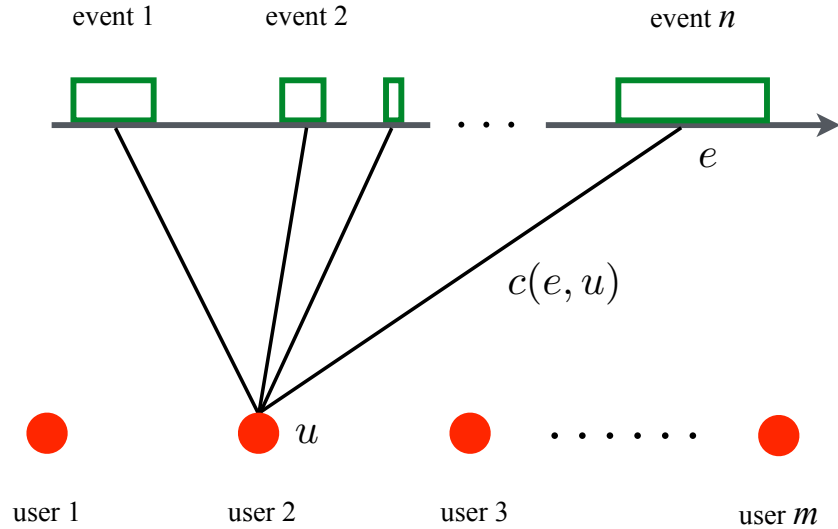 event 1
event 2
event n
. . .
e
c(e, u)
u
. . . . . .
user 1
user 2
user 3
user m